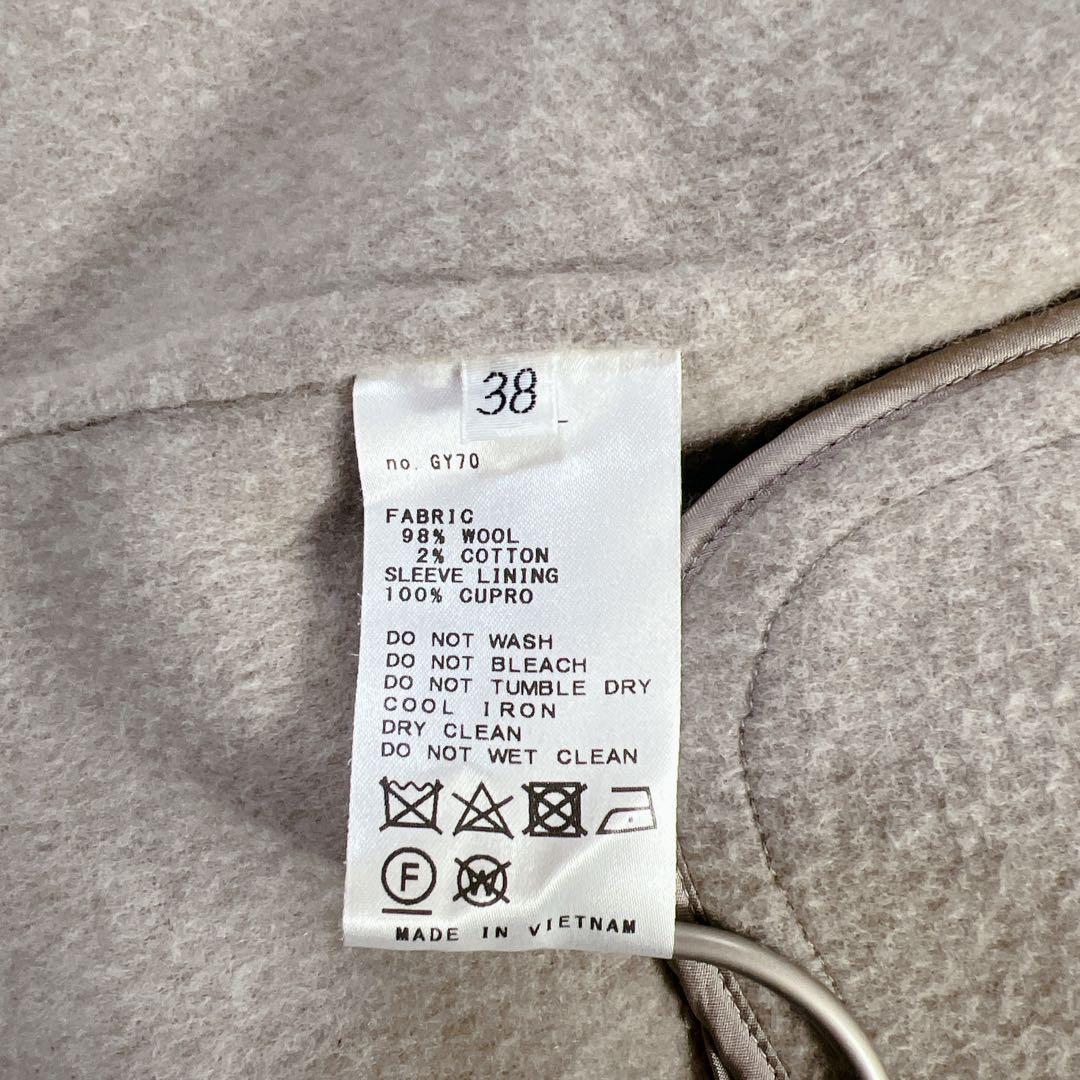 38
no. GY70
FABRIC
98% WOOL
2% COTTON
SLEEVE LINING
100% CUPRO
DO NOT WASH
DO NOT BLEACH
DO NOT TUMBLE DRY
COOL IRON
DRY CLEAN
DO NOT WET CLEAN
F W
MADE IN VIETNAM